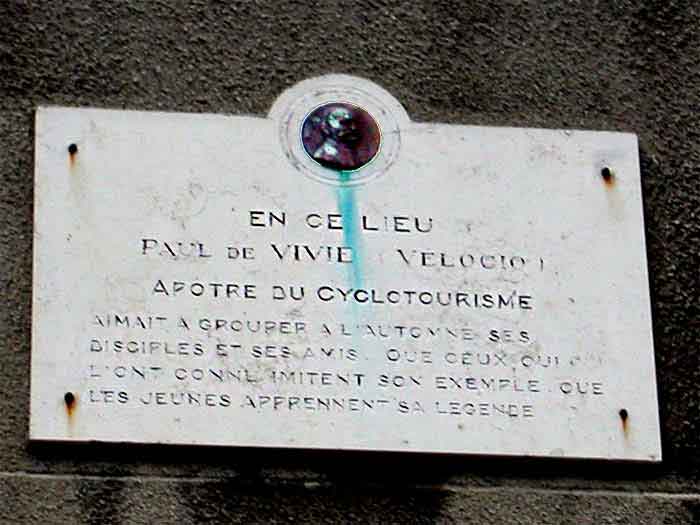 EN CE LIEU
PAUL DE VIVIE (VELOCIO)
APOTRE DU CYCLOTOURISME
AIMAIT A GROUPER A L'AUTOMNE SES
DISCIPLES ET SES AMIS. QUE CEUX QUI
L'ONT CONNU IMITENT SON EXEMPLE. QUE
LES JEUNES APPRENNENT SA LEGENDE